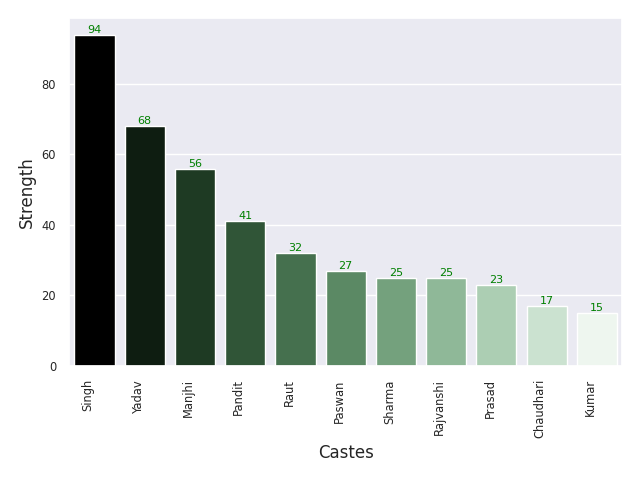 94
68
56
41
32
27
25
25
23
17
15
Strength
80
60
40
20
0
Singh
Yadav
Manjhi
Pandit
Raut
Paswan
Sharma
Rajvanshi
Prasad
Chaudhari
Kumar
Castes